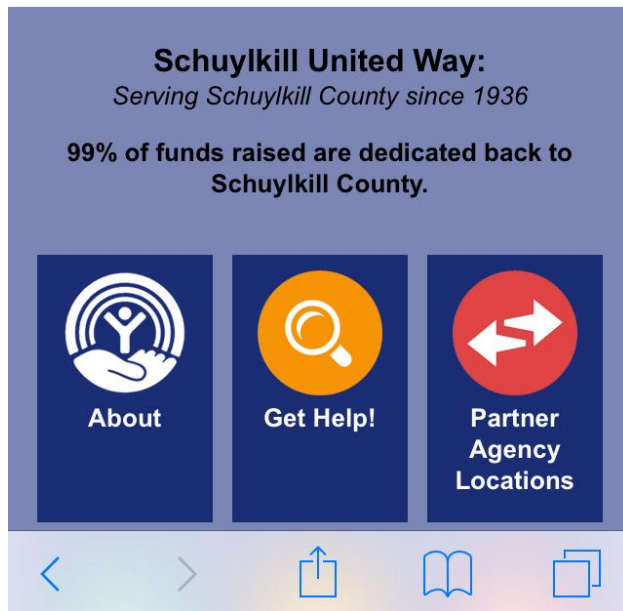 Schuylkill United Way:
Serving Schuylkill County since 1936
99% of funds raised are dedicated back to
Schuylkill County.
About
Get Help!
Partner
Agency
Locations